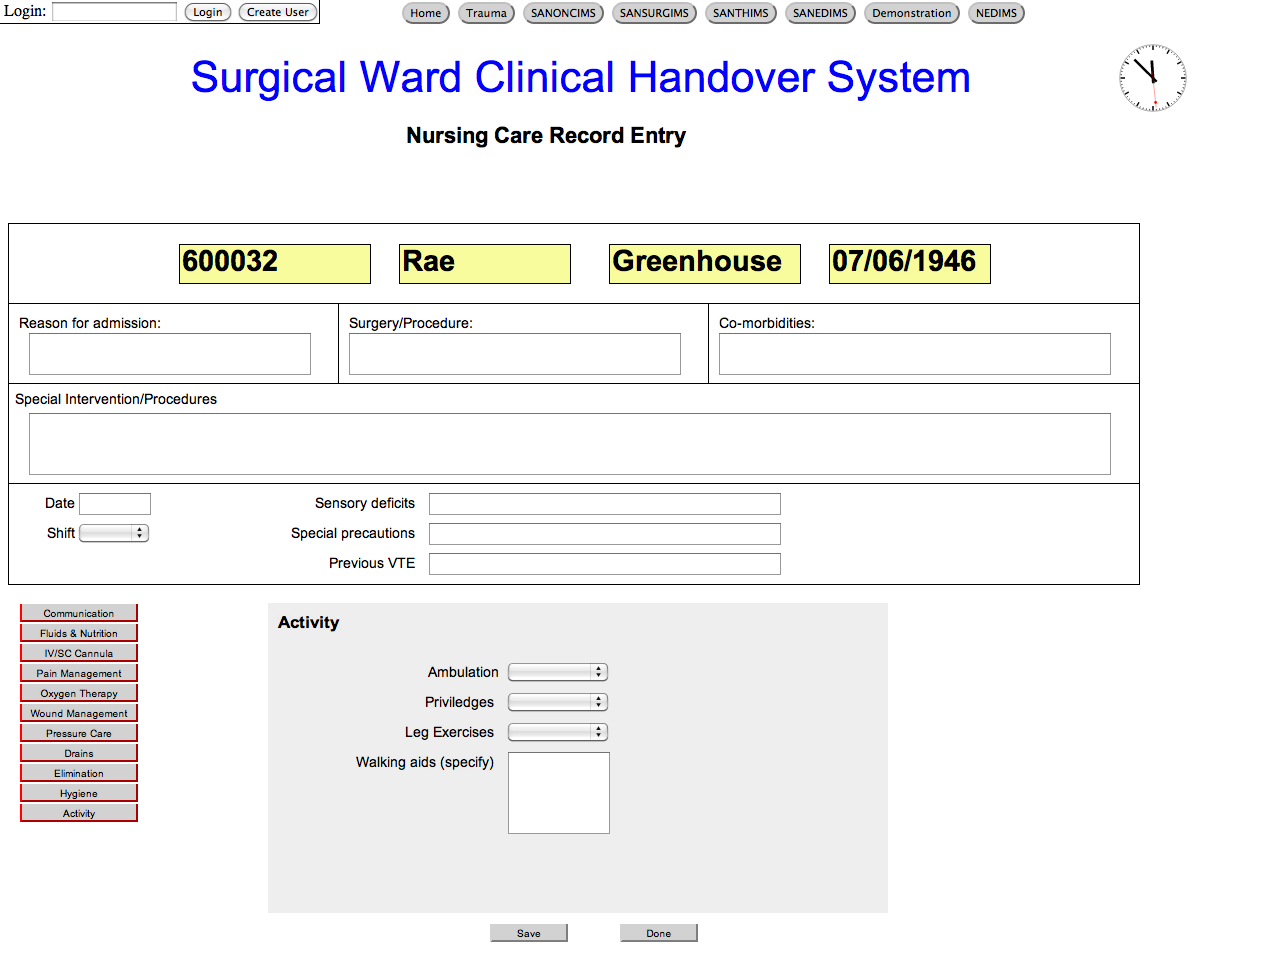 Login: Login Create User Home Trauma SANONCIMS SANSURGIMS SANTHIMS SANEDIMS Demonstration NEDIMS
Surgical Ward Clinical Handover System
Nursing Care Record Entry
600032 Rae Greenhouse 07/06/1946
Reason for admission: Surgery/Procedure: Co-morbidities:
Special Intervention/Procedures
Date Sensory deficits
Shift Special precautions
Previous VTE
Communication
Fluids & Nutrition
IV/SC Cannula
Pain Management
Oxygen Therapy
Wound Management
Pressure Care
Drains
Elimination
Hygiene
Activity
Activity
Ambulation
Priviledges
Leg Exercises
Walking aids (specify)
Save Done